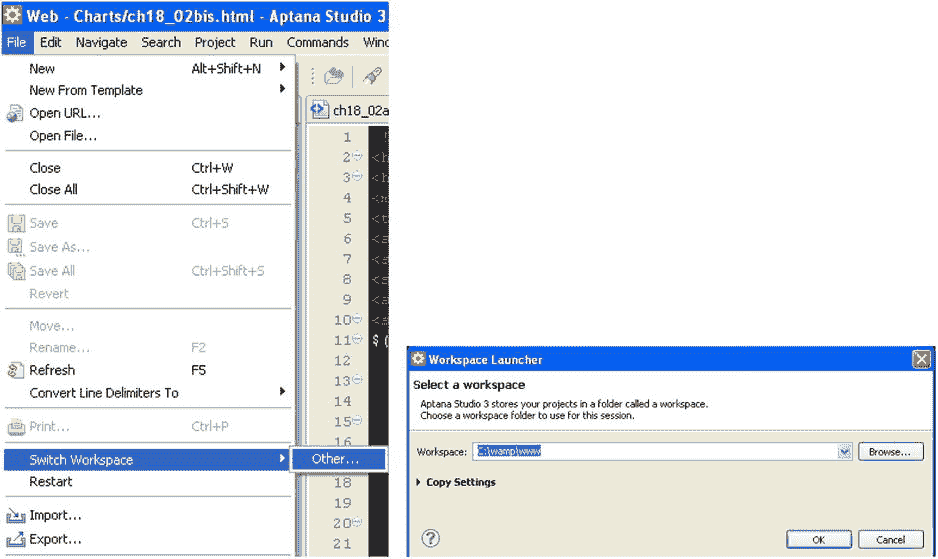 Web - Charts/ch18_02bis.html - Aptana Studio 3
File Edit Navigate Search Project Run Commands Winc
New Alt+Shift+N
New From Template
Open URL...
Open File...
Close Ctrl+W
Close All Ctrl+Shift+W
Save Ctrl+S
Save As...
Save All Ctrl+Shift+S
Revert
Move...
Rename... F2
Refresh F5
Convert Line Delimiters To
Print... Ctrl+P
Switch Workspace
Other...
Restart
Import...
Export...
ch18_02a
1
2 <h
3 <h
4
5 <t
6
7
8
9
10
11 $(
12
13
14
15
16
18
19
20
21
Workspace Launcher
Select a workspace
Aptana Studio 3 stores your projects in a folder called a workspace.
Choose a workspace folder to use for this session.
Workspace: C:\wamp\www Browse...
Copy Settings
? OK Cancel